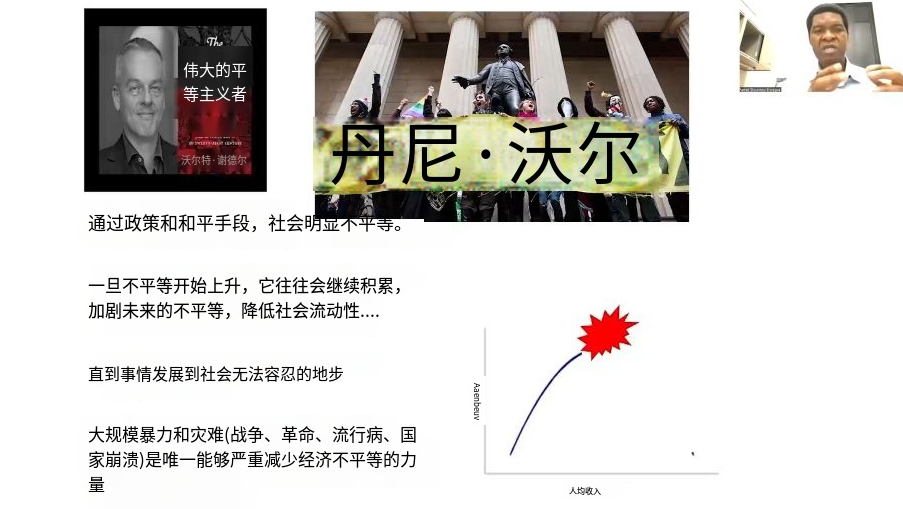 The
伟大的平
等主义者
沃尔特·谢德尔
丹尼·沃尔
通过政策和和平手段，社会明显不平等。
一旦不平等开始上升，它往往会继续积累，
加剧未来的不平等，降低社会流动性....
直到事情发展到社会无法容忍的地步
大规模暴力和灾难(战争、革命、流行病、国
家崩溃)是唯一能够严重减少经济不平等的力
量
Aaenbeuv
人均收入